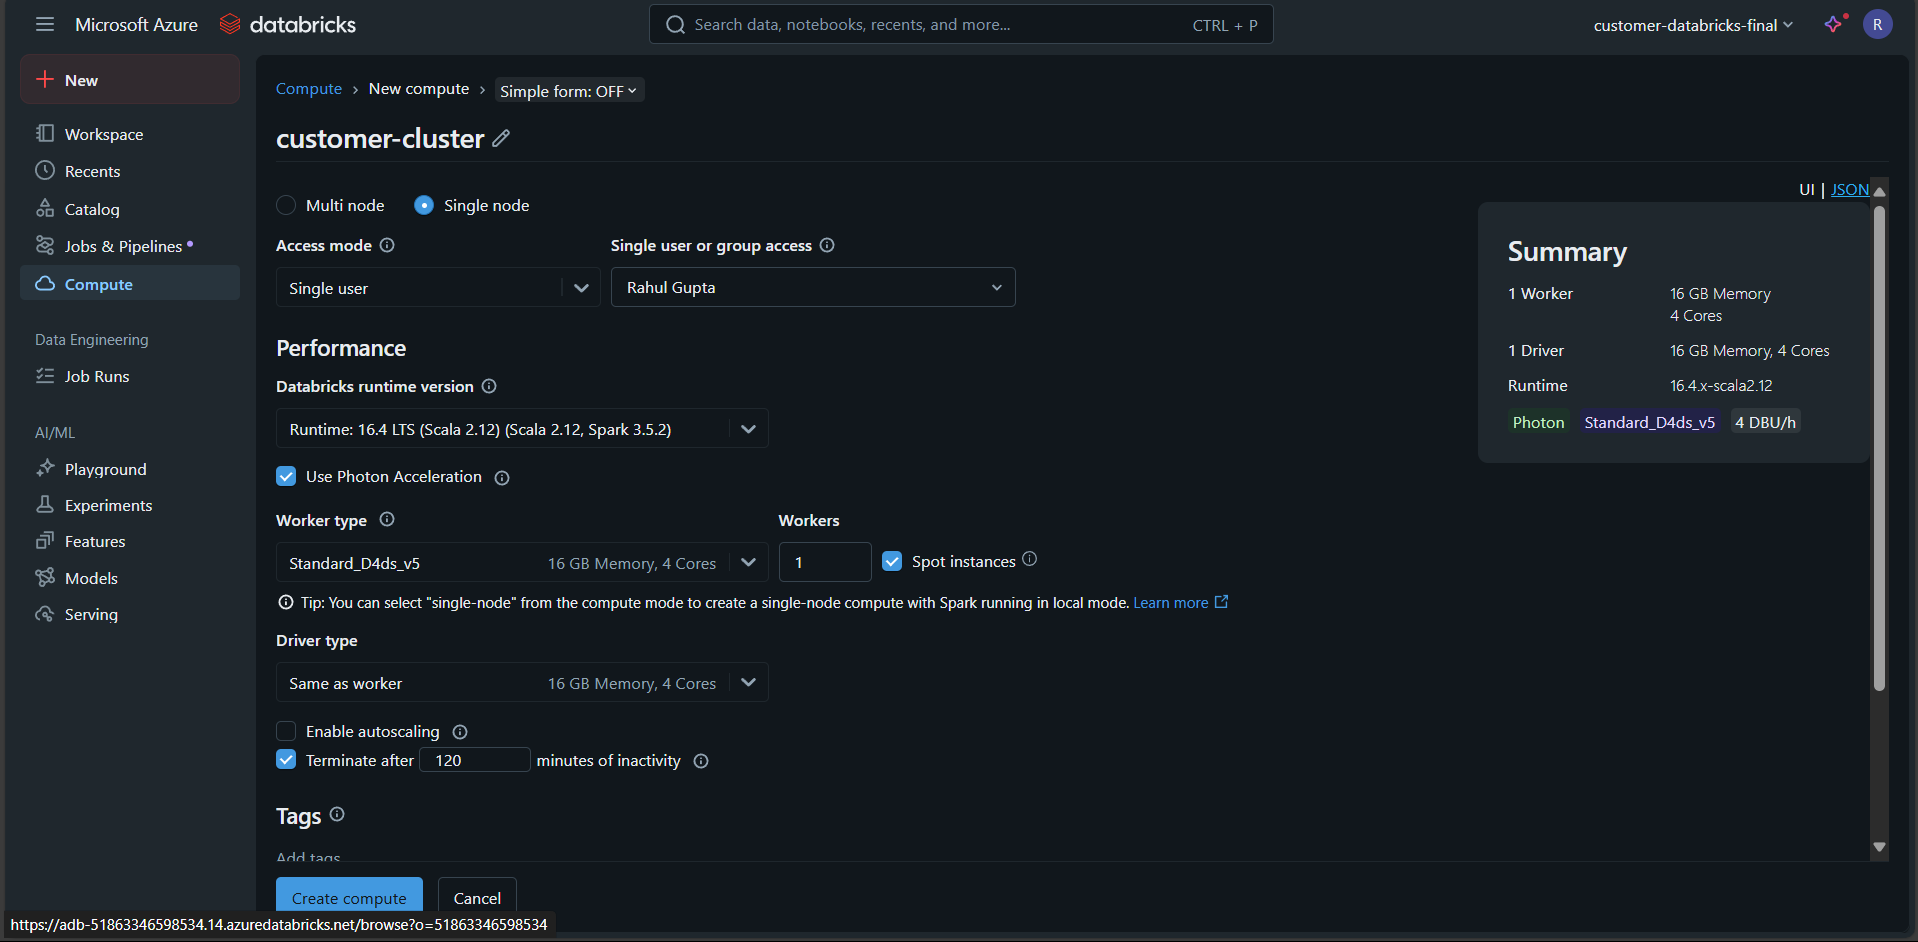 Microsoft Azure databricks
Search data, notebooks, recents, and more... CTRL + P
customer-databricks-final
R
New
Workspace
Recents
Catalog
Jobs & Pipelines
Compute
Data Engineering
Job Runs
AI/ML
Playground
Experiments
Features
Models
Serving
Compute › New compute › Simple form: OFF
customer-cluster
UI | JSON
Multi node Single node
Access mode Single user or group access
Single user Rahul Gupta
Performance
Databricks runtime version
Runtime: 16.4 LTS (Scala 2.12) (Scala 2.12, Spark 3.5.2)
Use Photon Acceleration
Worker type Workers
Standard_D4ds_v5 16 GB Memory, 4 Cores 1 Spot instances
Tip: You can select "single-node" from the compute mode to create a single-node compute with Spark running in local mode. Learn more
Driver type
Same as worker 16 GB Memory, 4 Cores
Enable autoscaling
Terminate after 120 minutes of inactivity
Tags
Add tags
Create compute Cancel
Summary
1 Worker 16 GB Memory
4 Cores
1 Driver 16 GB Memory, 4 Cores
Runtime 16.4.x-scala2.12
Photon Standard_D4ds_v5 4 DBU/h
https://adb-51863346598534.14.azuredatabricks.net/browse?o=51863346598534